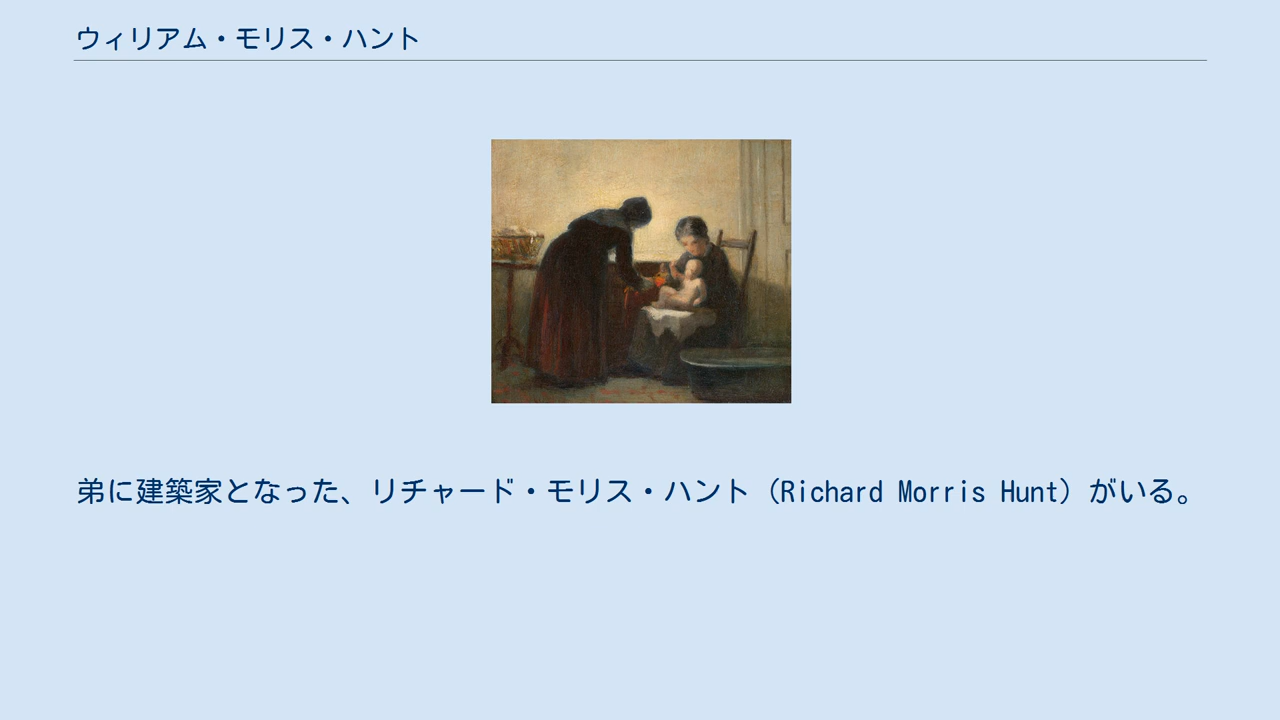 ウィリアム・モリス・ハント
弟に建築家となった、リチャード・モリス・ハント（Richard Morris Hunt）がいる。